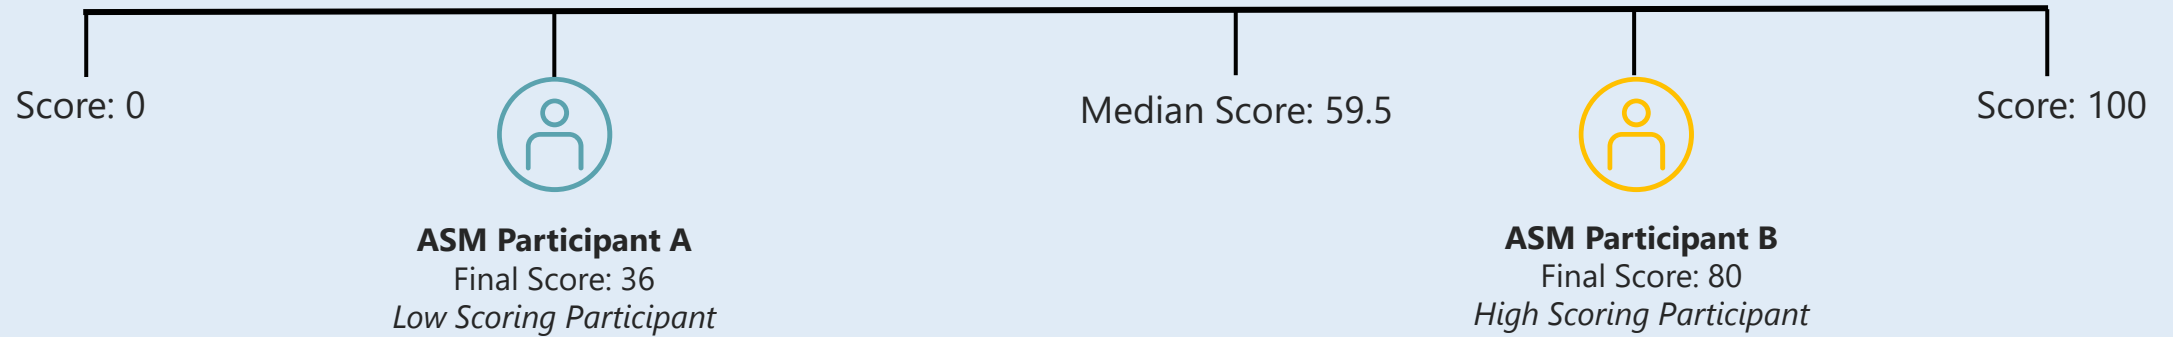 Score: 0
Median Score: 59.5
Score: 100
ASM Participant A
Final Score: 36
Low Scoring Participant
ASM Participant B
Final Score: 80
High Scoring Participant